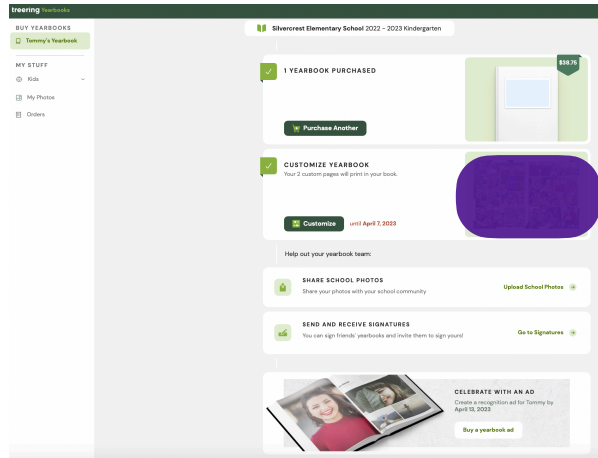 treering Yearbooks
BUY YEARBOOKS
Tommy's Yearbook
MY STUFF
Kids
My Photos
Orders
Silvercrest Elementary School 2022 - 2023 Kindergarten
1 YEARBOOK PURCHASED
$38.75
Purchase Another
CUSTOMIZE YEARBOOK
Your 2 custom pages will print in your book.
Customize until April 7, 2023
Help out your yearbook team:
SHARE SCHOOL PHOTOS
Share your photos with your school community
Upload School Photos
SEND AND RECEIVE SIGNATURES
You can sign friends' yearbooks and invite them to sign yours!
Go to Signatures
CELEBRATE WITH AN AD
Create a recognition ad for Tommy by
April 13, 2023
Buy a yearbook ad